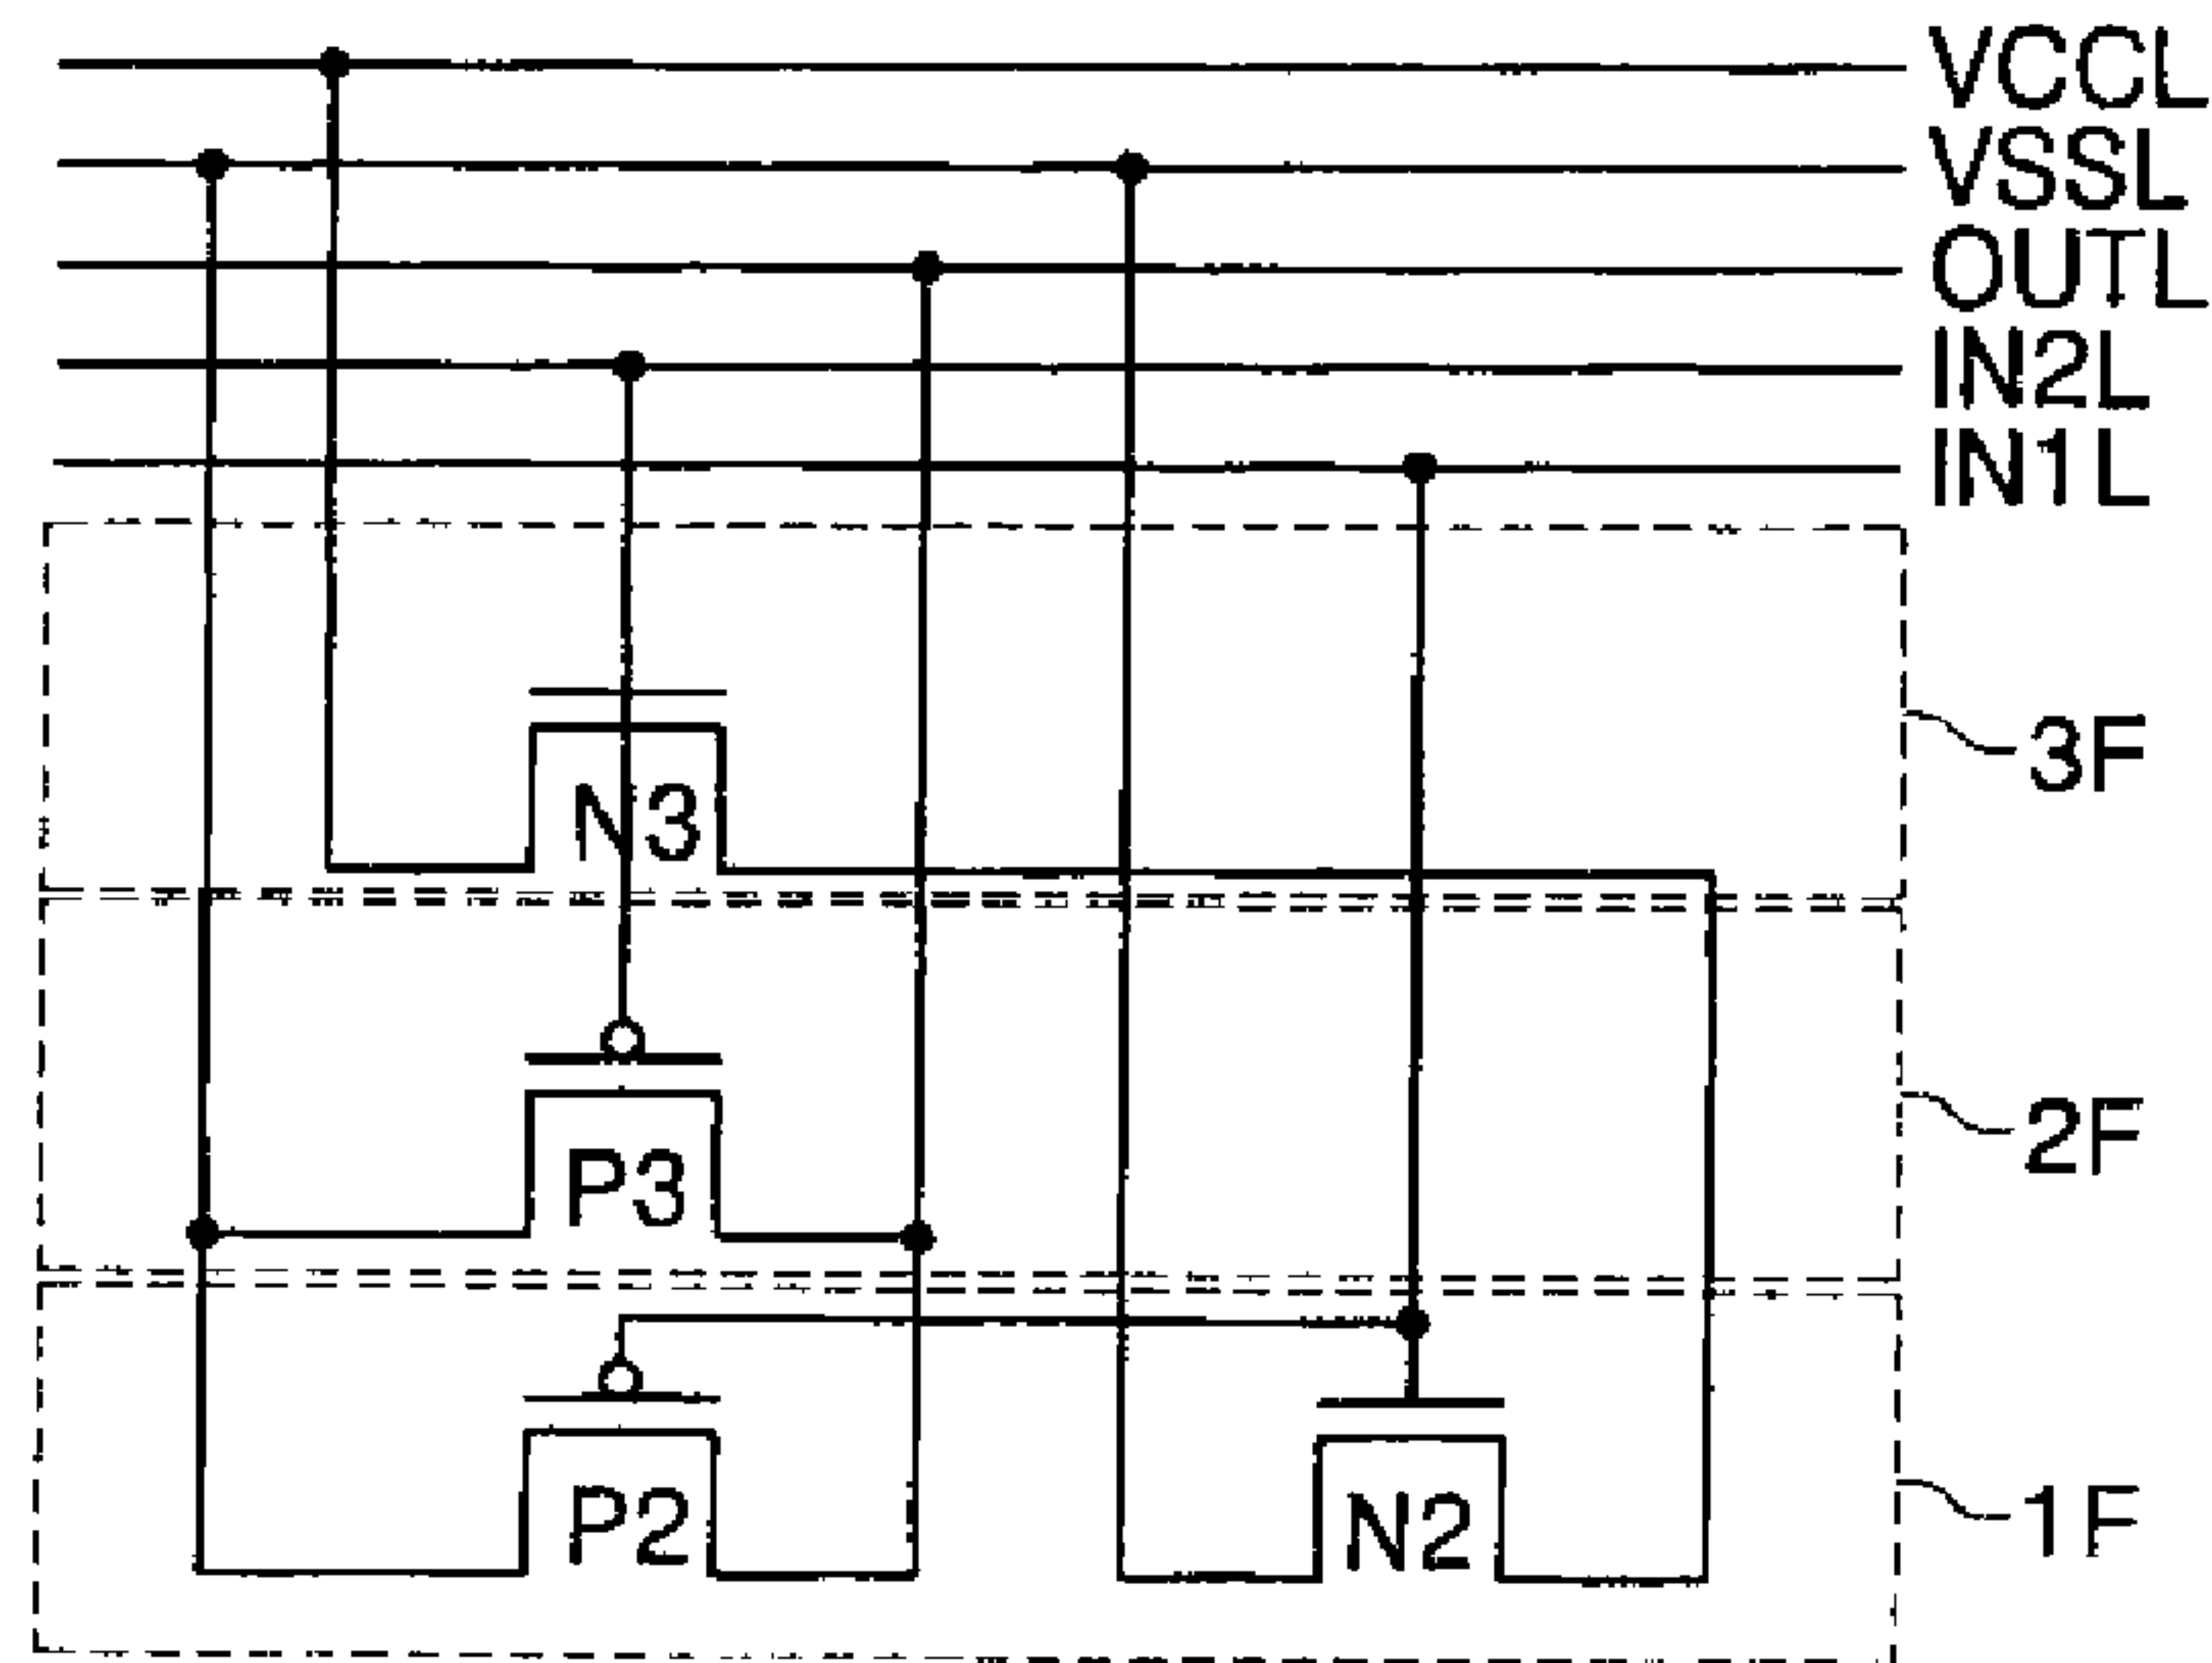 VCCL
VSSL
OUTL
IN2L
IN1L
3F
N3
2F
P3
1F
P2 N2